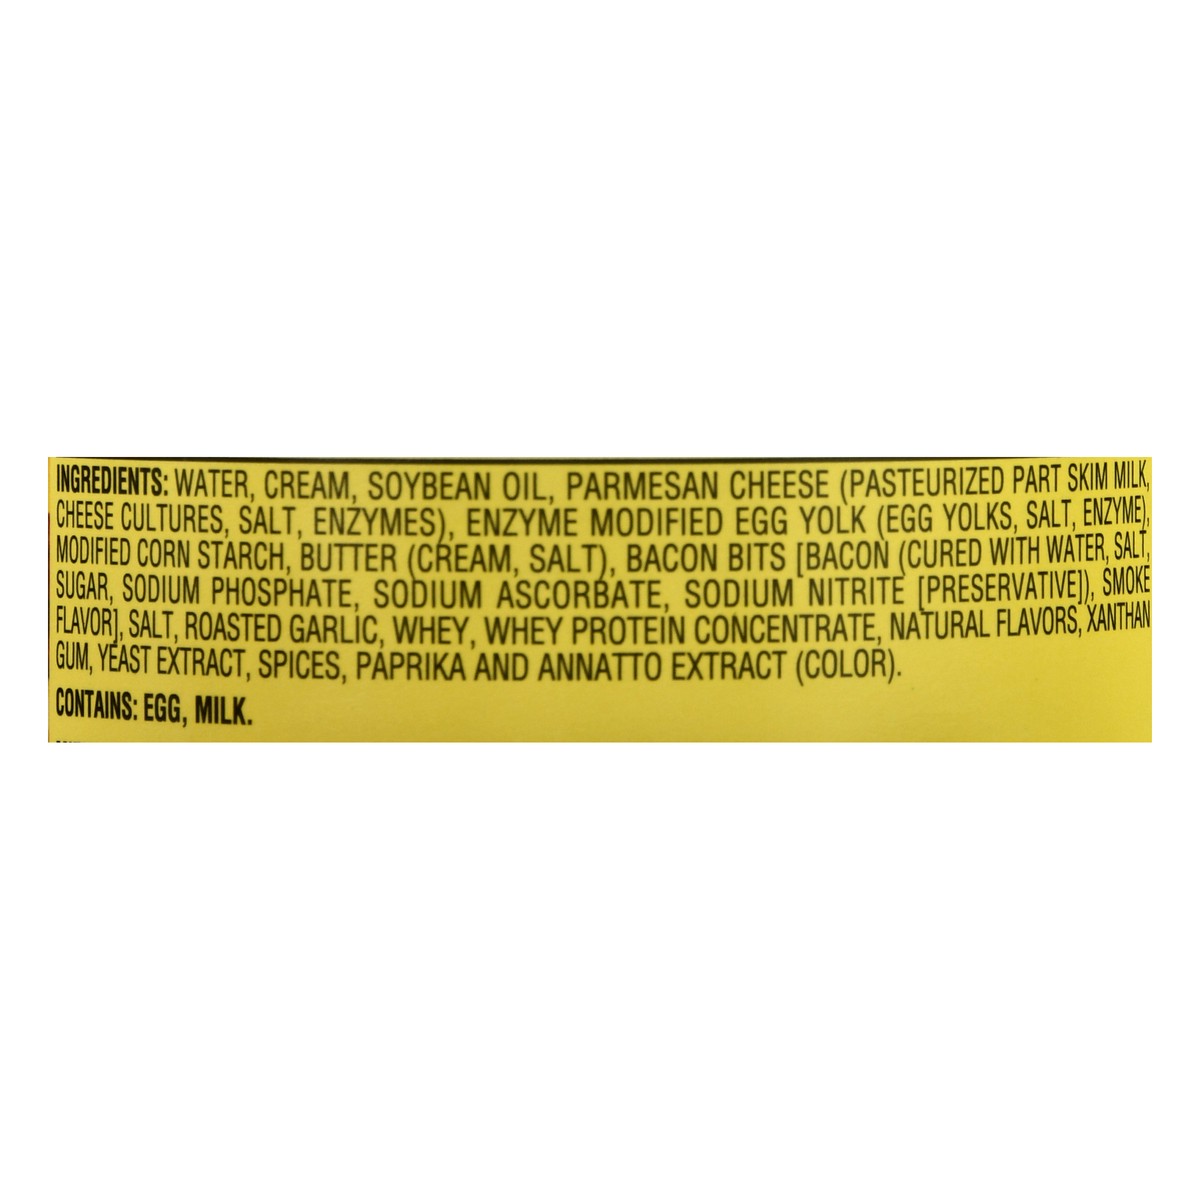 INGREDIENTS: WATER, CREAM, SOYBEAN OIL, PARMESAN CHEESE (PASTEURIZED PART SKIM MILK,
CHEESE CULTURES, SALT, ENZYMES), ENZYME MODIFIED EGG YOLK (EGG YOLKS, SALT, ENZYME),
MODIFIED CORN STARCH, BUTTER (CREAM, SALT), BACON BITS [BACON (CURED WITH WATER, SALT,
SUGAR, SODIUM PHOSPHATE, SODIUM ASCORBATE, SODIUM NITRITE [PRESERVATIVE]), SMOKE
FLAVOR], SALT, ROASTED GARLIC, WHEY, WHEY PROTEIN CONCENTRATE, NATURAL FLAVORS, XANTHAN
GUM, YEAST EXTRACT, SPICES, PAPRIKA AND ANNATTO EXTRACT (COLOR).
CONTAINS: EGG, MILK.